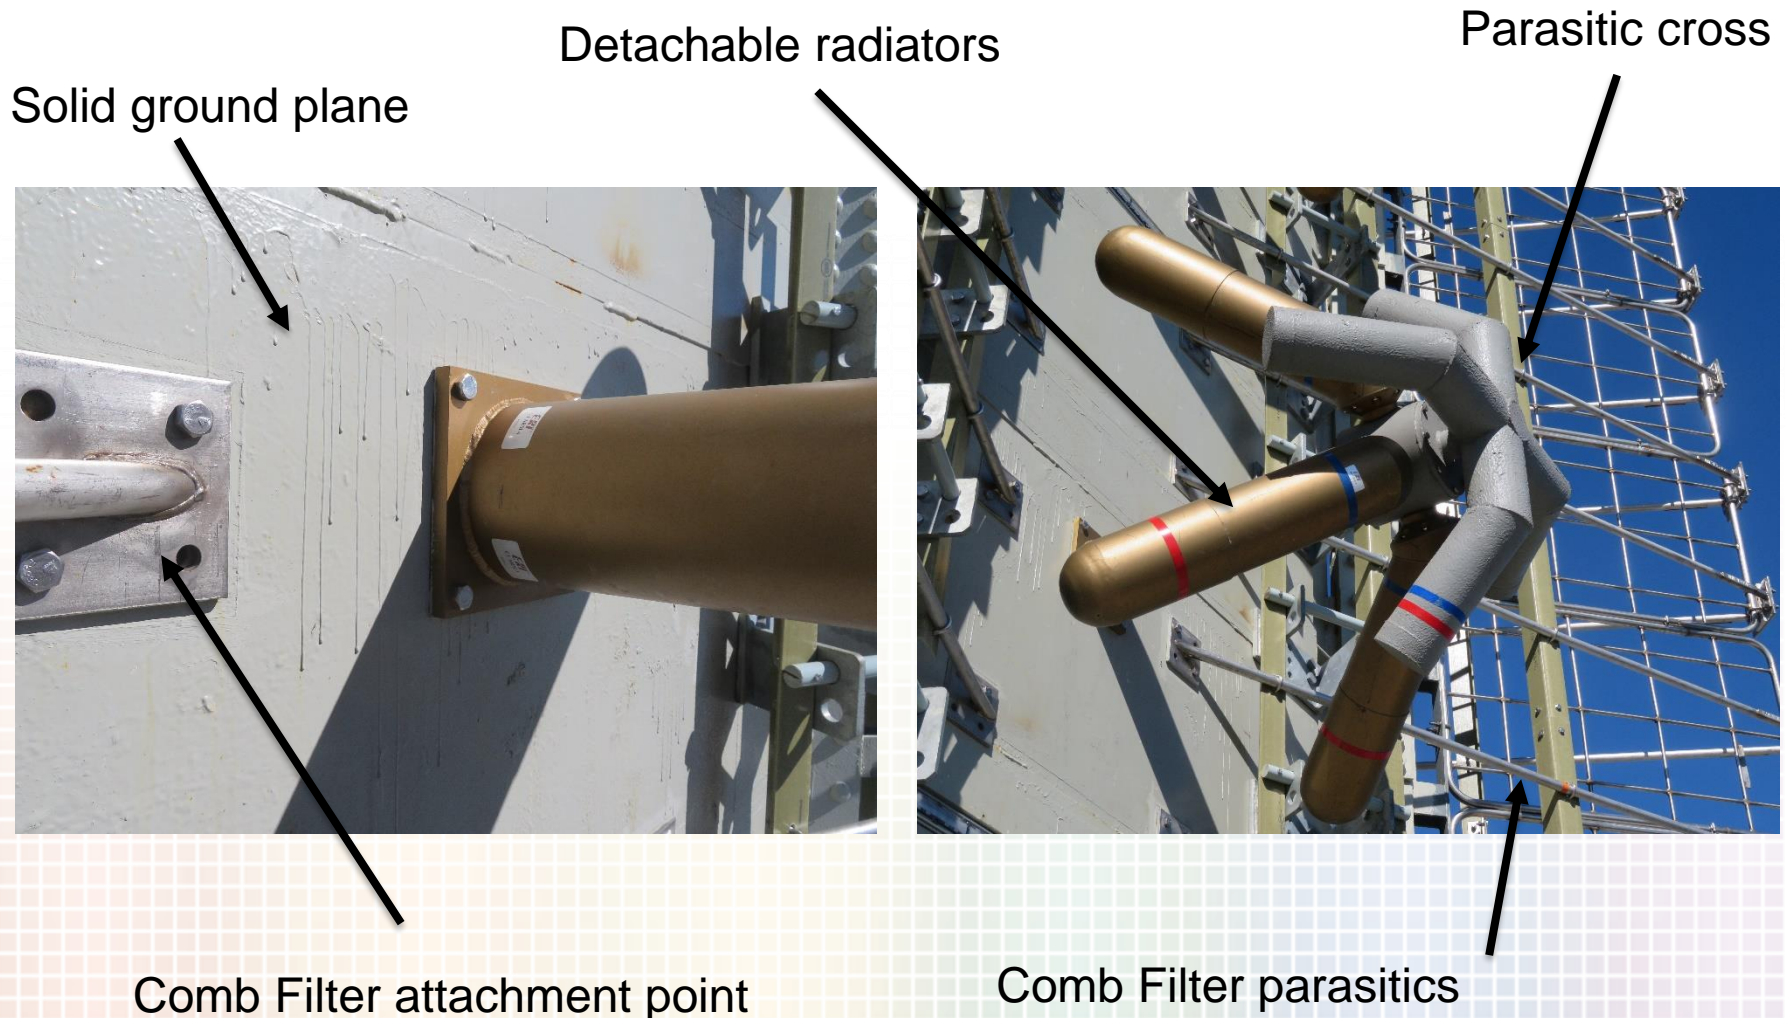 Detachable radiators
Parasitic cross
Solid ground plane
Comb Filter attachment point
Comb Filter parasitics